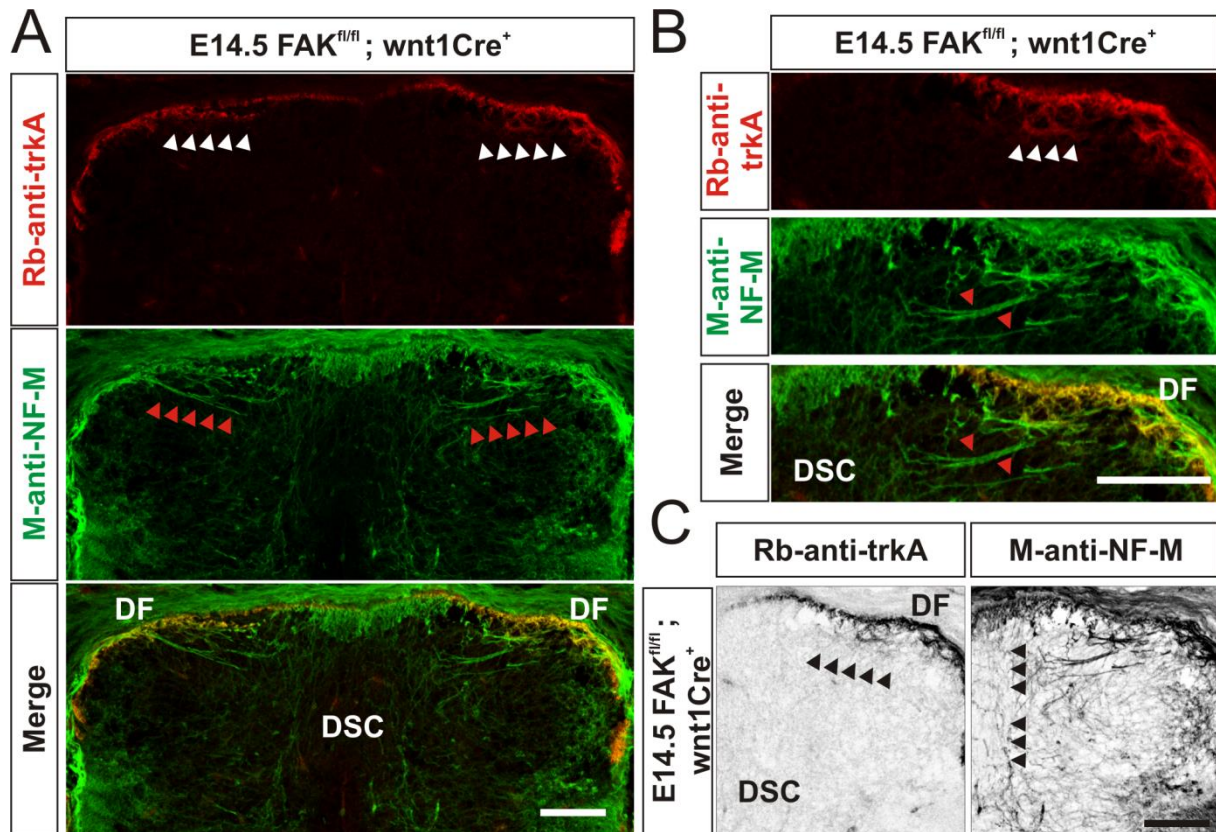 A
E14.5 FAK^fl/fl ; wnt1Cre^+
Rb-anti-trkA
M-anti-NF-M
Merge
DF
DF
DSC
B
E14.5 FAK^fl/fl ; wnt1Cre^+
Rb-anti-
trkA
M-anti-
NF-M
Merge
DF
DSC
C
Rb-anti-trkA
M-anti-NF-M
E14.5 FAK^fl/fl ;
wnt1Cre^+
DF
DSC